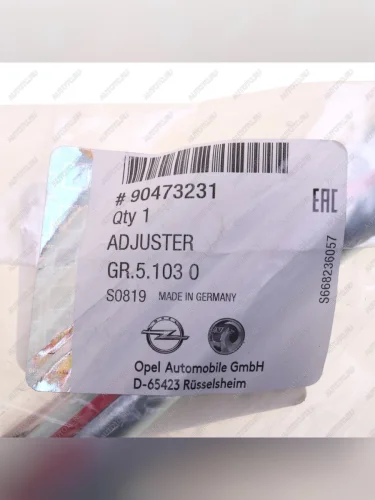 # 90473231
Qty 1
ADJUSTER
GR.5.103 0
S0819 MADE IN GERMANY
EAC
S668236057
OPEL
Opel Automobile GmbH
D-65423 Rüsselsheim